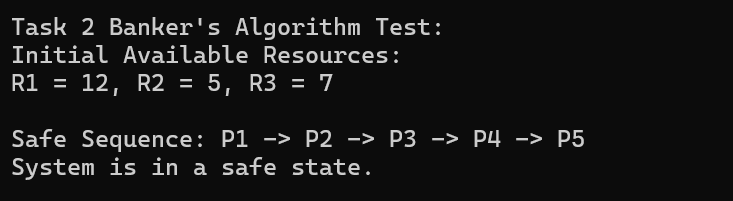 Task 2 Banker's Algorithm Test:
Initial Available Resources:
R1 = 12, R2 = 5, R3 = 7
Safe Sequence: P1 -> P2 -> P3 -> P4 -> P5
System is in a safe state.